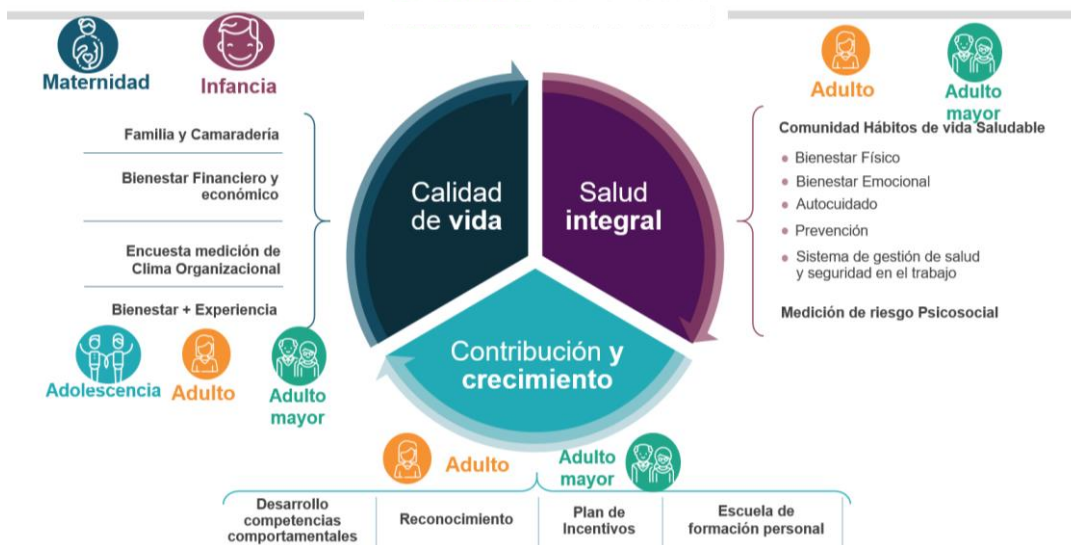 Maternidad
Infancia
Familia y Camaradería
Bienestar Financiero y
económico
Encuesta medición de
Clima Organizacional
Bienestar + Experiencia
Adolescencia
Adulto
Adulto
mayor
Calidad
de vida
Salud
integral
Contribución y
crecimiento
Adulto
Adulto
mayor
Comunidad Hábitos de vida Saludable
Bienestar Físico
Bienestar Emocional
Autocuidado
Prevención
Sistema de gestión de salud
y seguridad en el trabajo
Medición de riesgo Psicosocial
Adulto
Adulto
mayor
Desarrollo
competencias
comportamentales
Reconocimiento
Plan de
Incentivos
Escuela de
formación personal